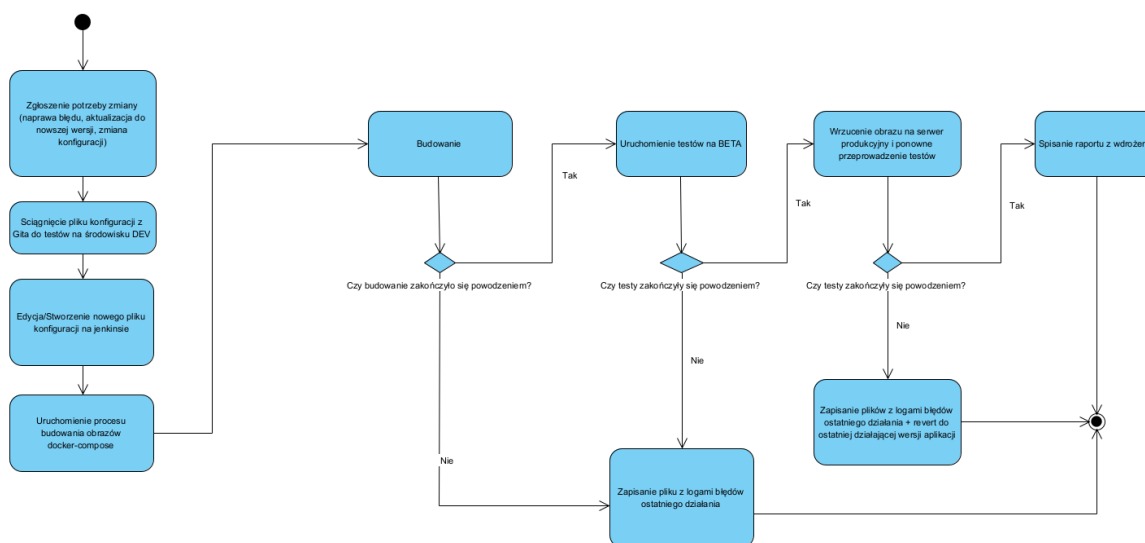 Zgłoszenie potrzeby zmiany
(naprawa błędu, aktualizacja do
nowszej wersji, zmiana
konfiguracji)
Sciągnięcie pliku konfiguracji z
Gita do testów na środowisku DEV
Edycja/Stworzenie nowego pliku
konfiguracji na jenkinsie
Uruchomienie procesu
budowania obrazów
docker-compose
Budowanie
Czy budowanie zakończyło się powodzeniem?
Tak
Nie
Uruchomienie testów na BETA
Czy testy zakończyły się powodzeniem?
Tak
Nie
Zapisanie pliku z logami błędów
ostatniego działania
Wrzucenie obrazu na serwer
produkcyjny i ponowne
przeprowadzenie testów
Czy testy zakończyły się powodzeniem?
Tak
Nie
Zapisanie plików z logami błędów
ostatniego działania + revert do
ostatniej działającej wersji aplikacji
Spisanie raportu z